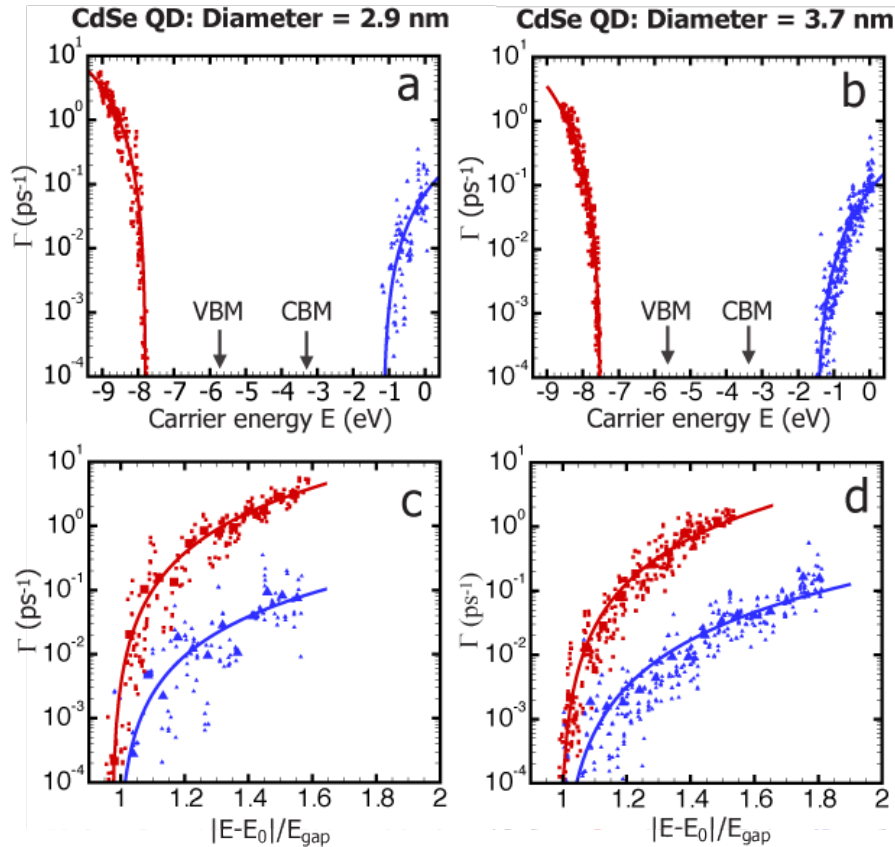 CdSe QD: Diameter = 2.9 nm
CdSe QD: Diameter = 3.7 nm
a
10¹
10⁰
10⁻¹
10⁻²
10⁻³
10⁻⁴
Γ (ps⁻¹)
VBM CBM
-9 -8 -7 -6 -5 -4 -3 -2 -1 0
Carrier energy E (eV)
b
10¹
10⁰
10⁻¹
10⁻²
10⁻³
10⁻⁴
Γ (ps⁻¹)
VBM CBM
-9 -8 -7 -6 -5 -4 -3 -2 -1 0
Carrier energy E (eV)
c
10¹
10⁰
10⁻¹
10⁻²
10⁻³
10⁻⁴
Γ (ps⁻¹)
1 1.2 1.4 1.6 1.8 2
|E-E₀|/E_gap
d
10¹
10⁰
10⁻¹
10⁻²
10⁻³
10⁻⁴
Γ (ps⁻¹)
1 1.2 1.4 1.6 1.8 2
|E-E₀|/E_gap